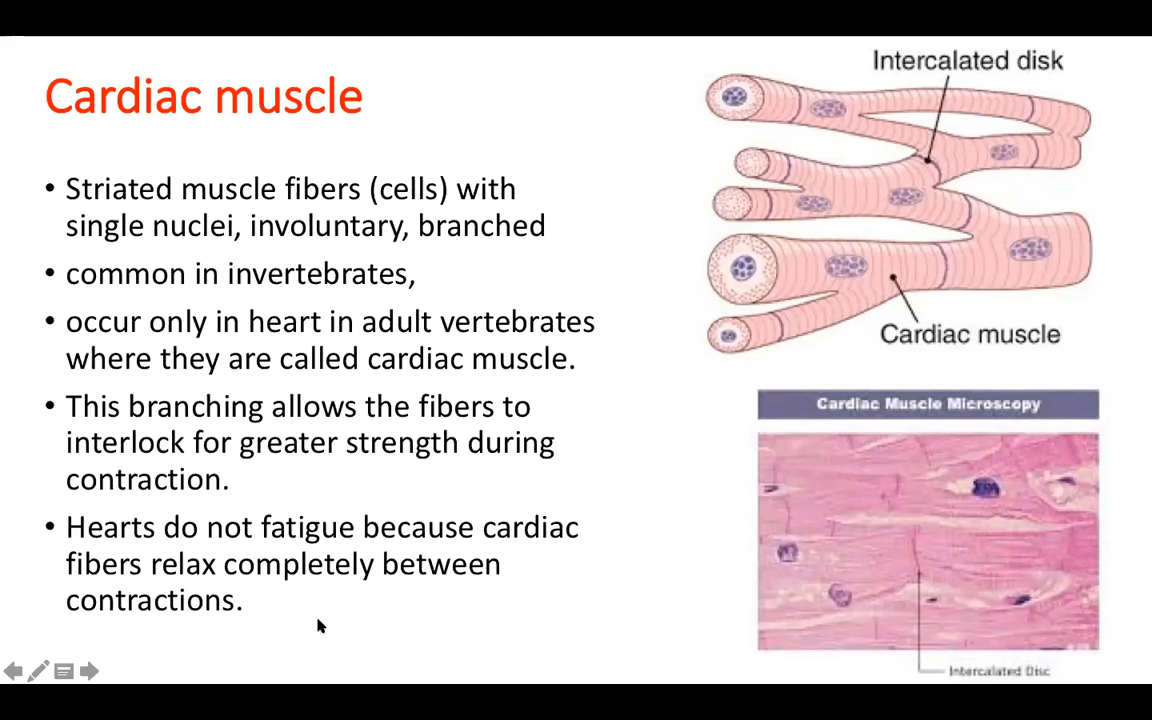 Cardiac muscle
• Striated muscle fibers (cells) with
single nuclei, involuntary, branched
• common in invertebrates,
• occur only in heart in adult vertebrates
where they are called cardiac muscle.
• This branching allows the fibers to
interlock for greater strength during
contraction.
• Hearts do not fatigue because cardiac
fibers relax completely between
contractions.
Intercalated disk
Cardiac muscle
Cardiac Muscle Microscopy
Intercalated Disc